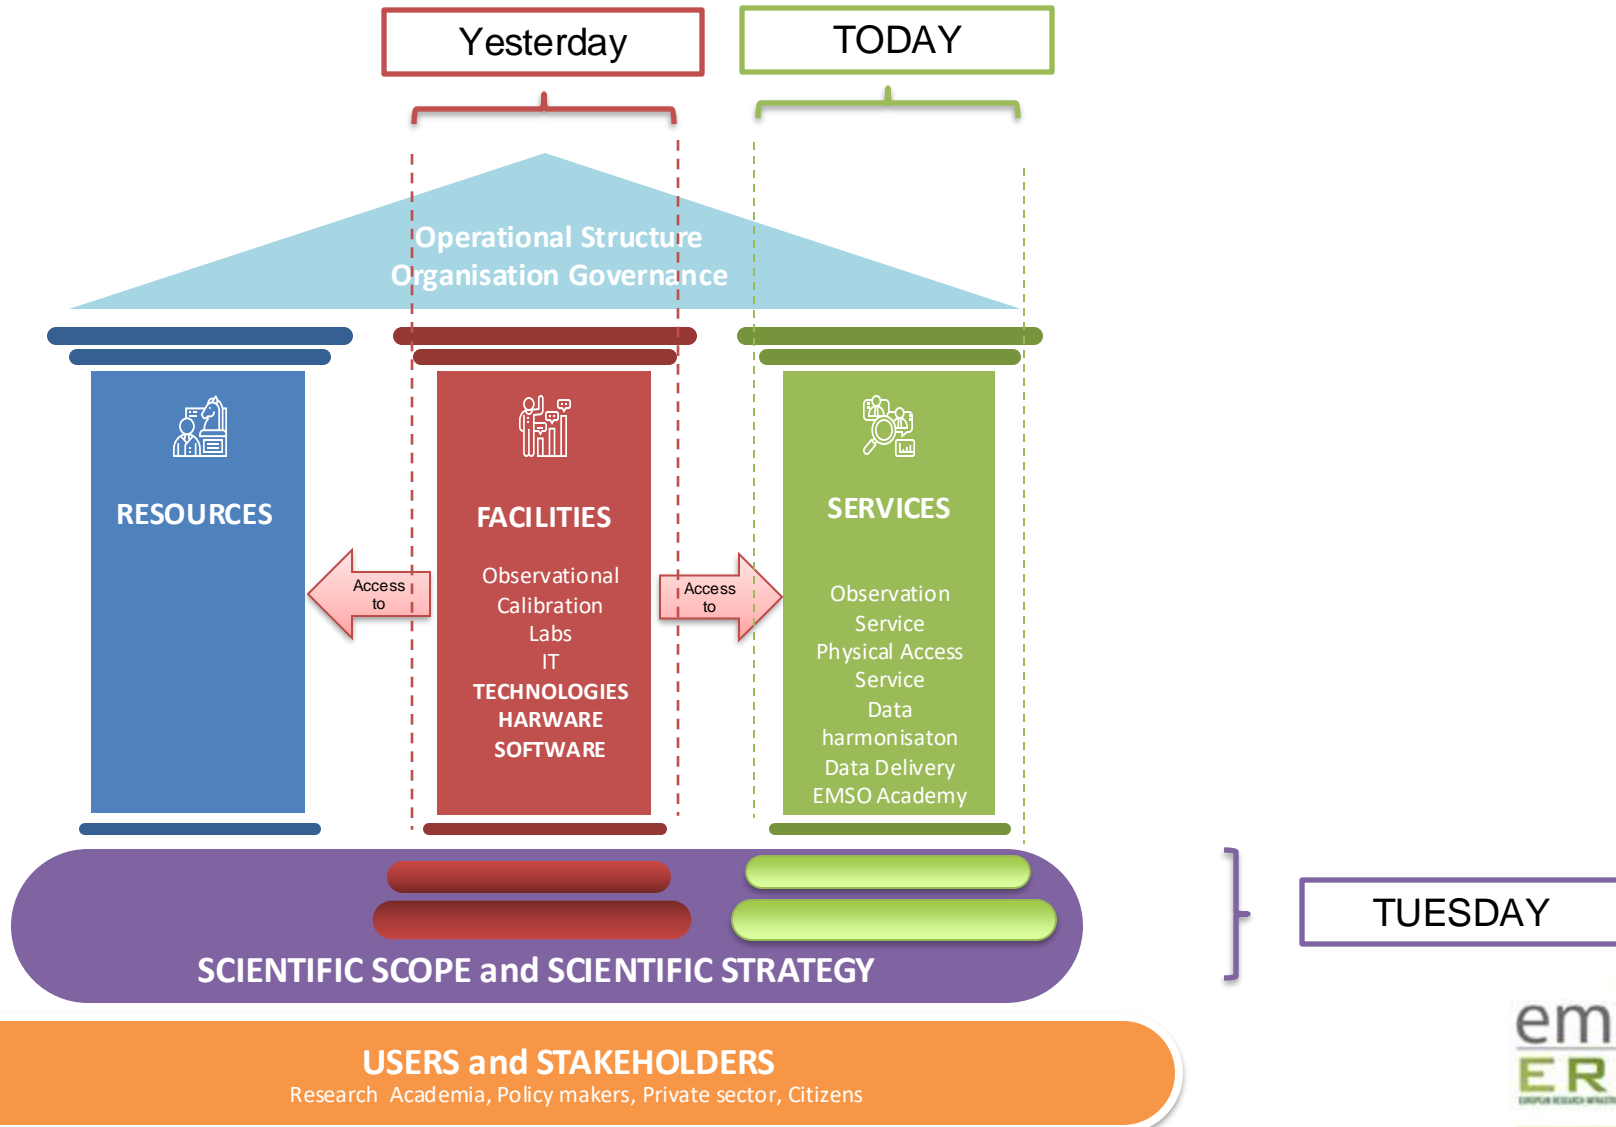 Yesterday
TODAY
Operational Structure
Organisation Governance
RESOURCES
FACILITIES
Observational
Calibration
Labs
IT
TECHNOLOGIES
HARWARE
SOFTWARE
SERVICES
Observation
Service
Physical Access
Service
Data
harmonisaton
Data Delivery
EMSO Academy
Access
to
Access
to
SCIENTIFIC SCOPE and SCIENTIFIC STRATEGY
TUESDAY
USERS and STAKEHOLDERS
Research Academia, Policy makers, Private sector, Citizens
em
ER